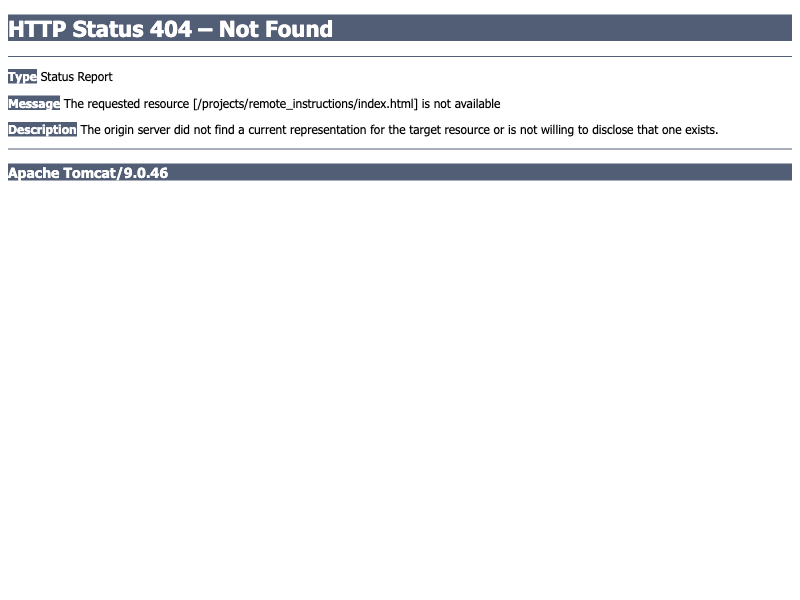 HTTP Status 404 – Not Found
Type Status Report
Message The requested resource [/projects/remote_instructions/index.html] is not available
Description The origin server did not find a current representation for the target resource or is not willing to disclose that one exists.
Apache Tomcat/9.0.46